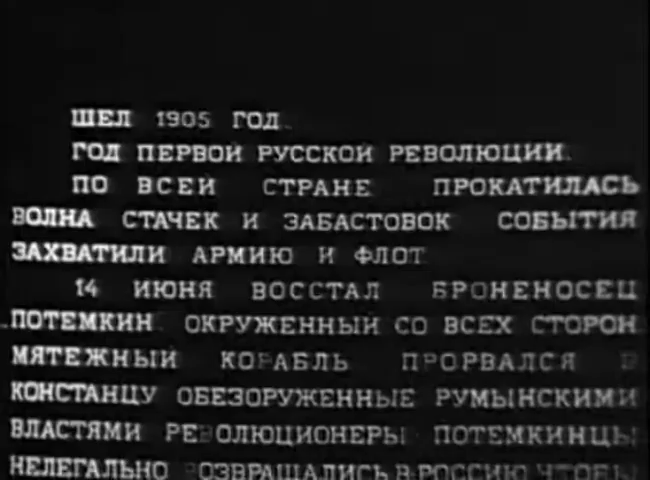 ШЕЛ 1905 ГОД.
ГОД ПЕРВОЙ РУССКОЙ РЕВОЛЮЦИИ.
ПО ВСЕЙ СТРАНЕ ПРОКАТИЛАСЬ
ВОЛНА СТАЧЕК И ЗАБАСТОВОК СОБЫТИЯ
ЗАХВАТИЛИ АРМИЮ И ФЛОТ
14 ИЮНЯ ВОССТАЛ БРОНЕНОСЕЦ
ПОТЕМКИН ОКРУЖЕННЫЙ СО ВСЕХ СТОРОН
МЯТЕЖНЫЙ КОРАБЛЬ ПРОРВАЛСЯ В
КОНСТАНЦУ ОБЕЗОРУЖЕННЫЕ РУМЫНСКИМИ
ВЛАСТЯМИ РЕВОЛЮЦИОНЕРЫ ПОТЕМКИНЦЫ
НЕЛЕГАЛЬНО ВОЗВРАЩАЛИСЬ В РОССИЮ ЧТОБЫ